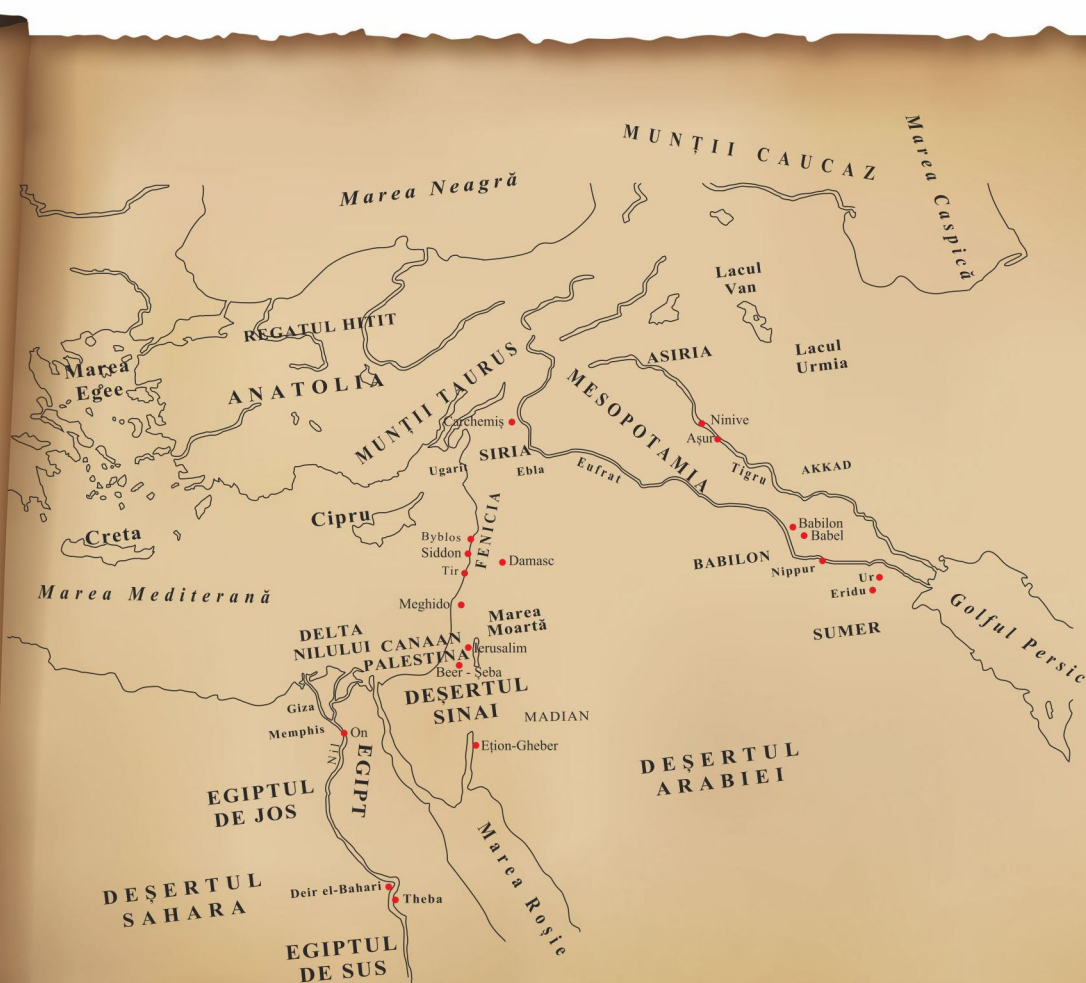 MUNȚII CAUCAZ
Marea Caspică
Marea Neagră
Lacul
Van
Lacul
Urmia
REGATUL HITIT
ANATOLIA
Marea
Egee
MUNȚII TAURUS
ASIRIA
MESOPOTAMIA
Carchemiș
Ninive
Așur
SIRIA
Ugarit
Ebla
Eufrat
Tigru
AKKAD
Cipru
Creta
FENICIA
Byblos
Siddon
Tir
Damasc
Babilon
Babel
BABILON
Nippur
Ur
Eridu
SUMER
Golful Persic
Marea Mediterană
Meghido
Marea
Moartă
DELTA
NILULUI
CANAAN
PALESTINA
Ierusalim
Beer - Șeba
DEȘERTUL
SINAI
MADIAN
Giza
Memphis
On
Nil
EGIPT
Ețion-Gheber
DEȘERTUL
ARABIEI
EGIPTUL
DE JOS
Marea Roșie
DEȘERTUL
SAHARA
Deir el-Bahari
Theba
EGIPTUL
DE SUS